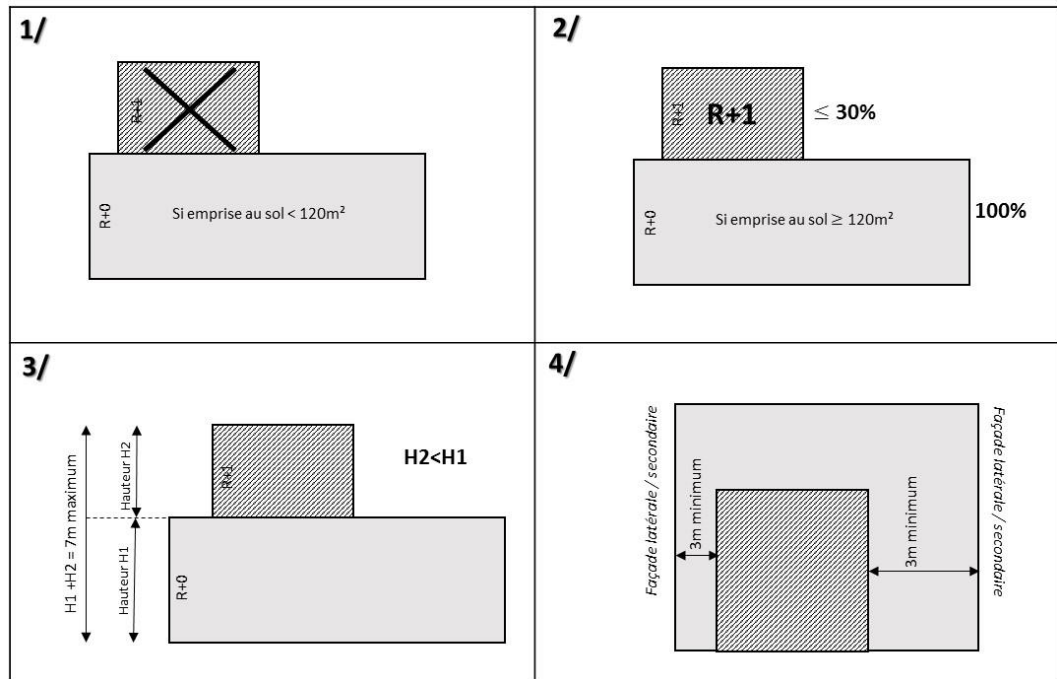 1/
R+1
R+0
Si emprise au sol < 120m²
2/
R+1
R+1
≤ 30%
R+0
Si emprise au sol ≥ 120m²
100%
3/
H1 +H2 = 7m maximum
Hauteur H2
Hauteur H1
R+1
R+0
H2<H1
4/
Façade latérale / secondaire
3m minimum
3m minimum
Façade latérale / secondaire